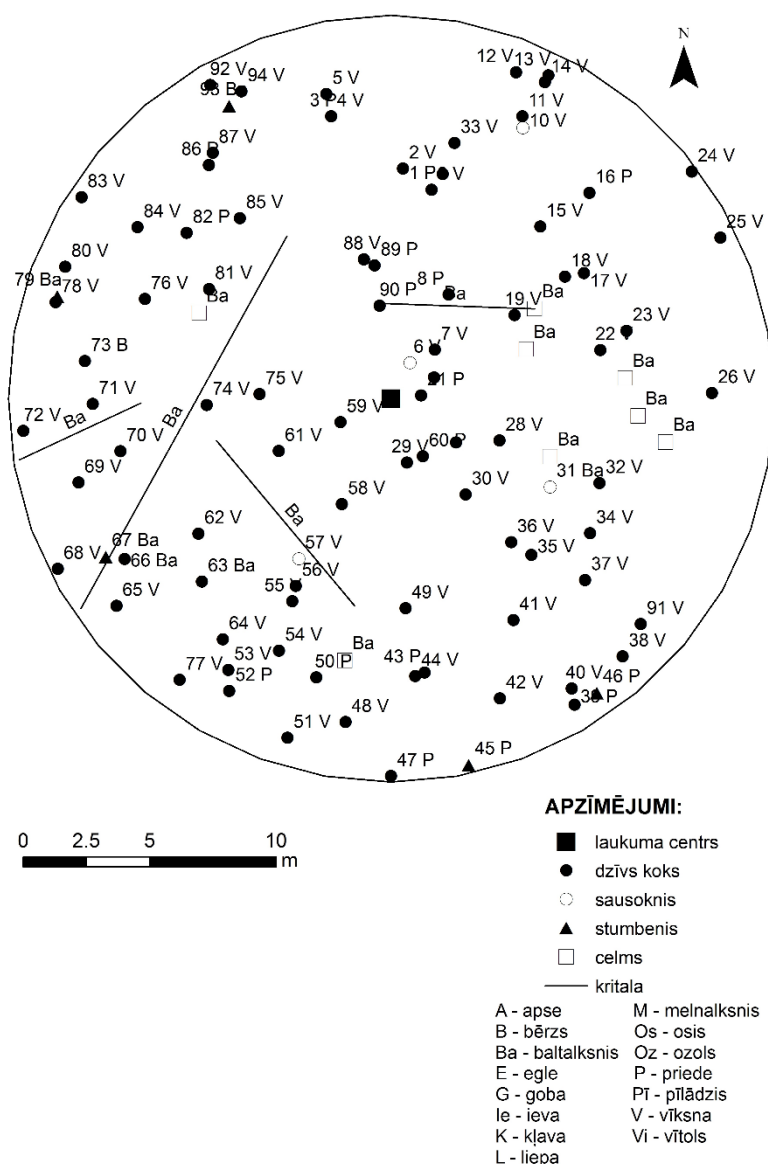 N
12 V 13 V 14 V
92 V 94 V
93 B
5 V
3 P 4 V
11 V
10 V
33 V
87 V
86 P
2 V
1 P V
24 V
16 P
83 V
85 V
84 V 82 P
15 V
25 V
88 V
89 P
80 V
79 Ba
78 V
76 V
81 V
Ba
18 V
17 V
8 P
Ba
Ba
90 P
19 V
23 V
22
7 V
6 V
Ba
73 B
Ba
26 V
75 V
21 P
71 V
74 V
Ba
Ba
Ba
Ba
72 V
59 V
70 V
61 V
28 V
60 P
29 V
Ba
69 V
31 Ba
32 V
30 V
58 V
Ba
62 V
34 V
36 V
35 V
67 Ba
66 Ba
68 V
57 V
56 V
63 Ba
37 V
65 V
55 V
49 V
41 V
91 V
64 V
54 V
Ba
53 V
77 V
52 P
50 P
43 P 44 V
38 V
40 V
46 P
39 P
42 V
48 V
51 V
47 P
45 P
APZĪMĒJUMI:
0 2.5 5 10
m
laukuma centrs
dzīvs koks
sausoknis
stumbenis
celms
kritala
A - apse M - melnalksnis
B - bērzs Os - osis
Ba - baltalksnis Oz - ozols
E - egle P - priede
G - goba Pī - pīlādzis
Ie - ieva V - vīksna
K - kļava Vi - vītols
L - liepa